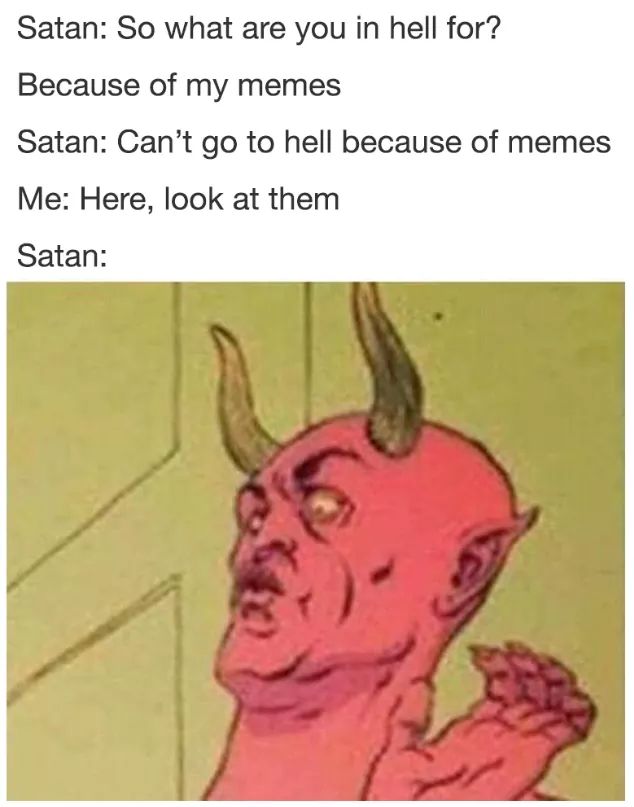 Satan: So what are you in hell for?
Because of my memes
Satan: Can’t go to hell because of memes
Me: Here, look at them
Satan: